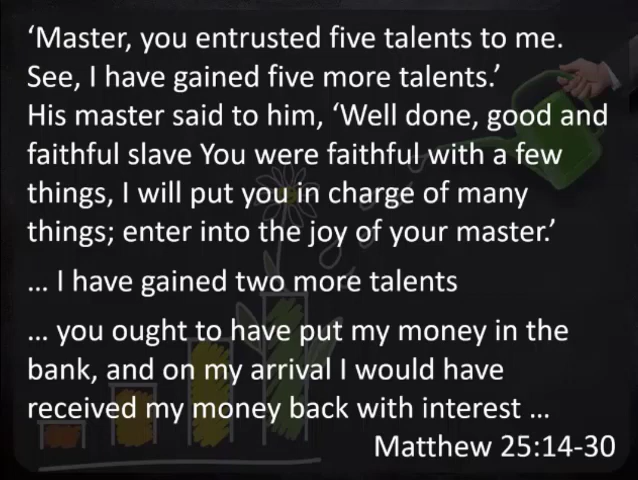 ‘Master, you entrusted five talents to me.
See, I have gained five more talents.’
His master said to him, ‘Well done, good and
faithful slave You were faithful with a few
things, I will put you in charge of many
things; enter into the joy of your master.’
... I have gained two more talents
... you ought to have put my money in the
bank, and on my arrival I would have
received my money back with interest ...
Matthew 25:14-30